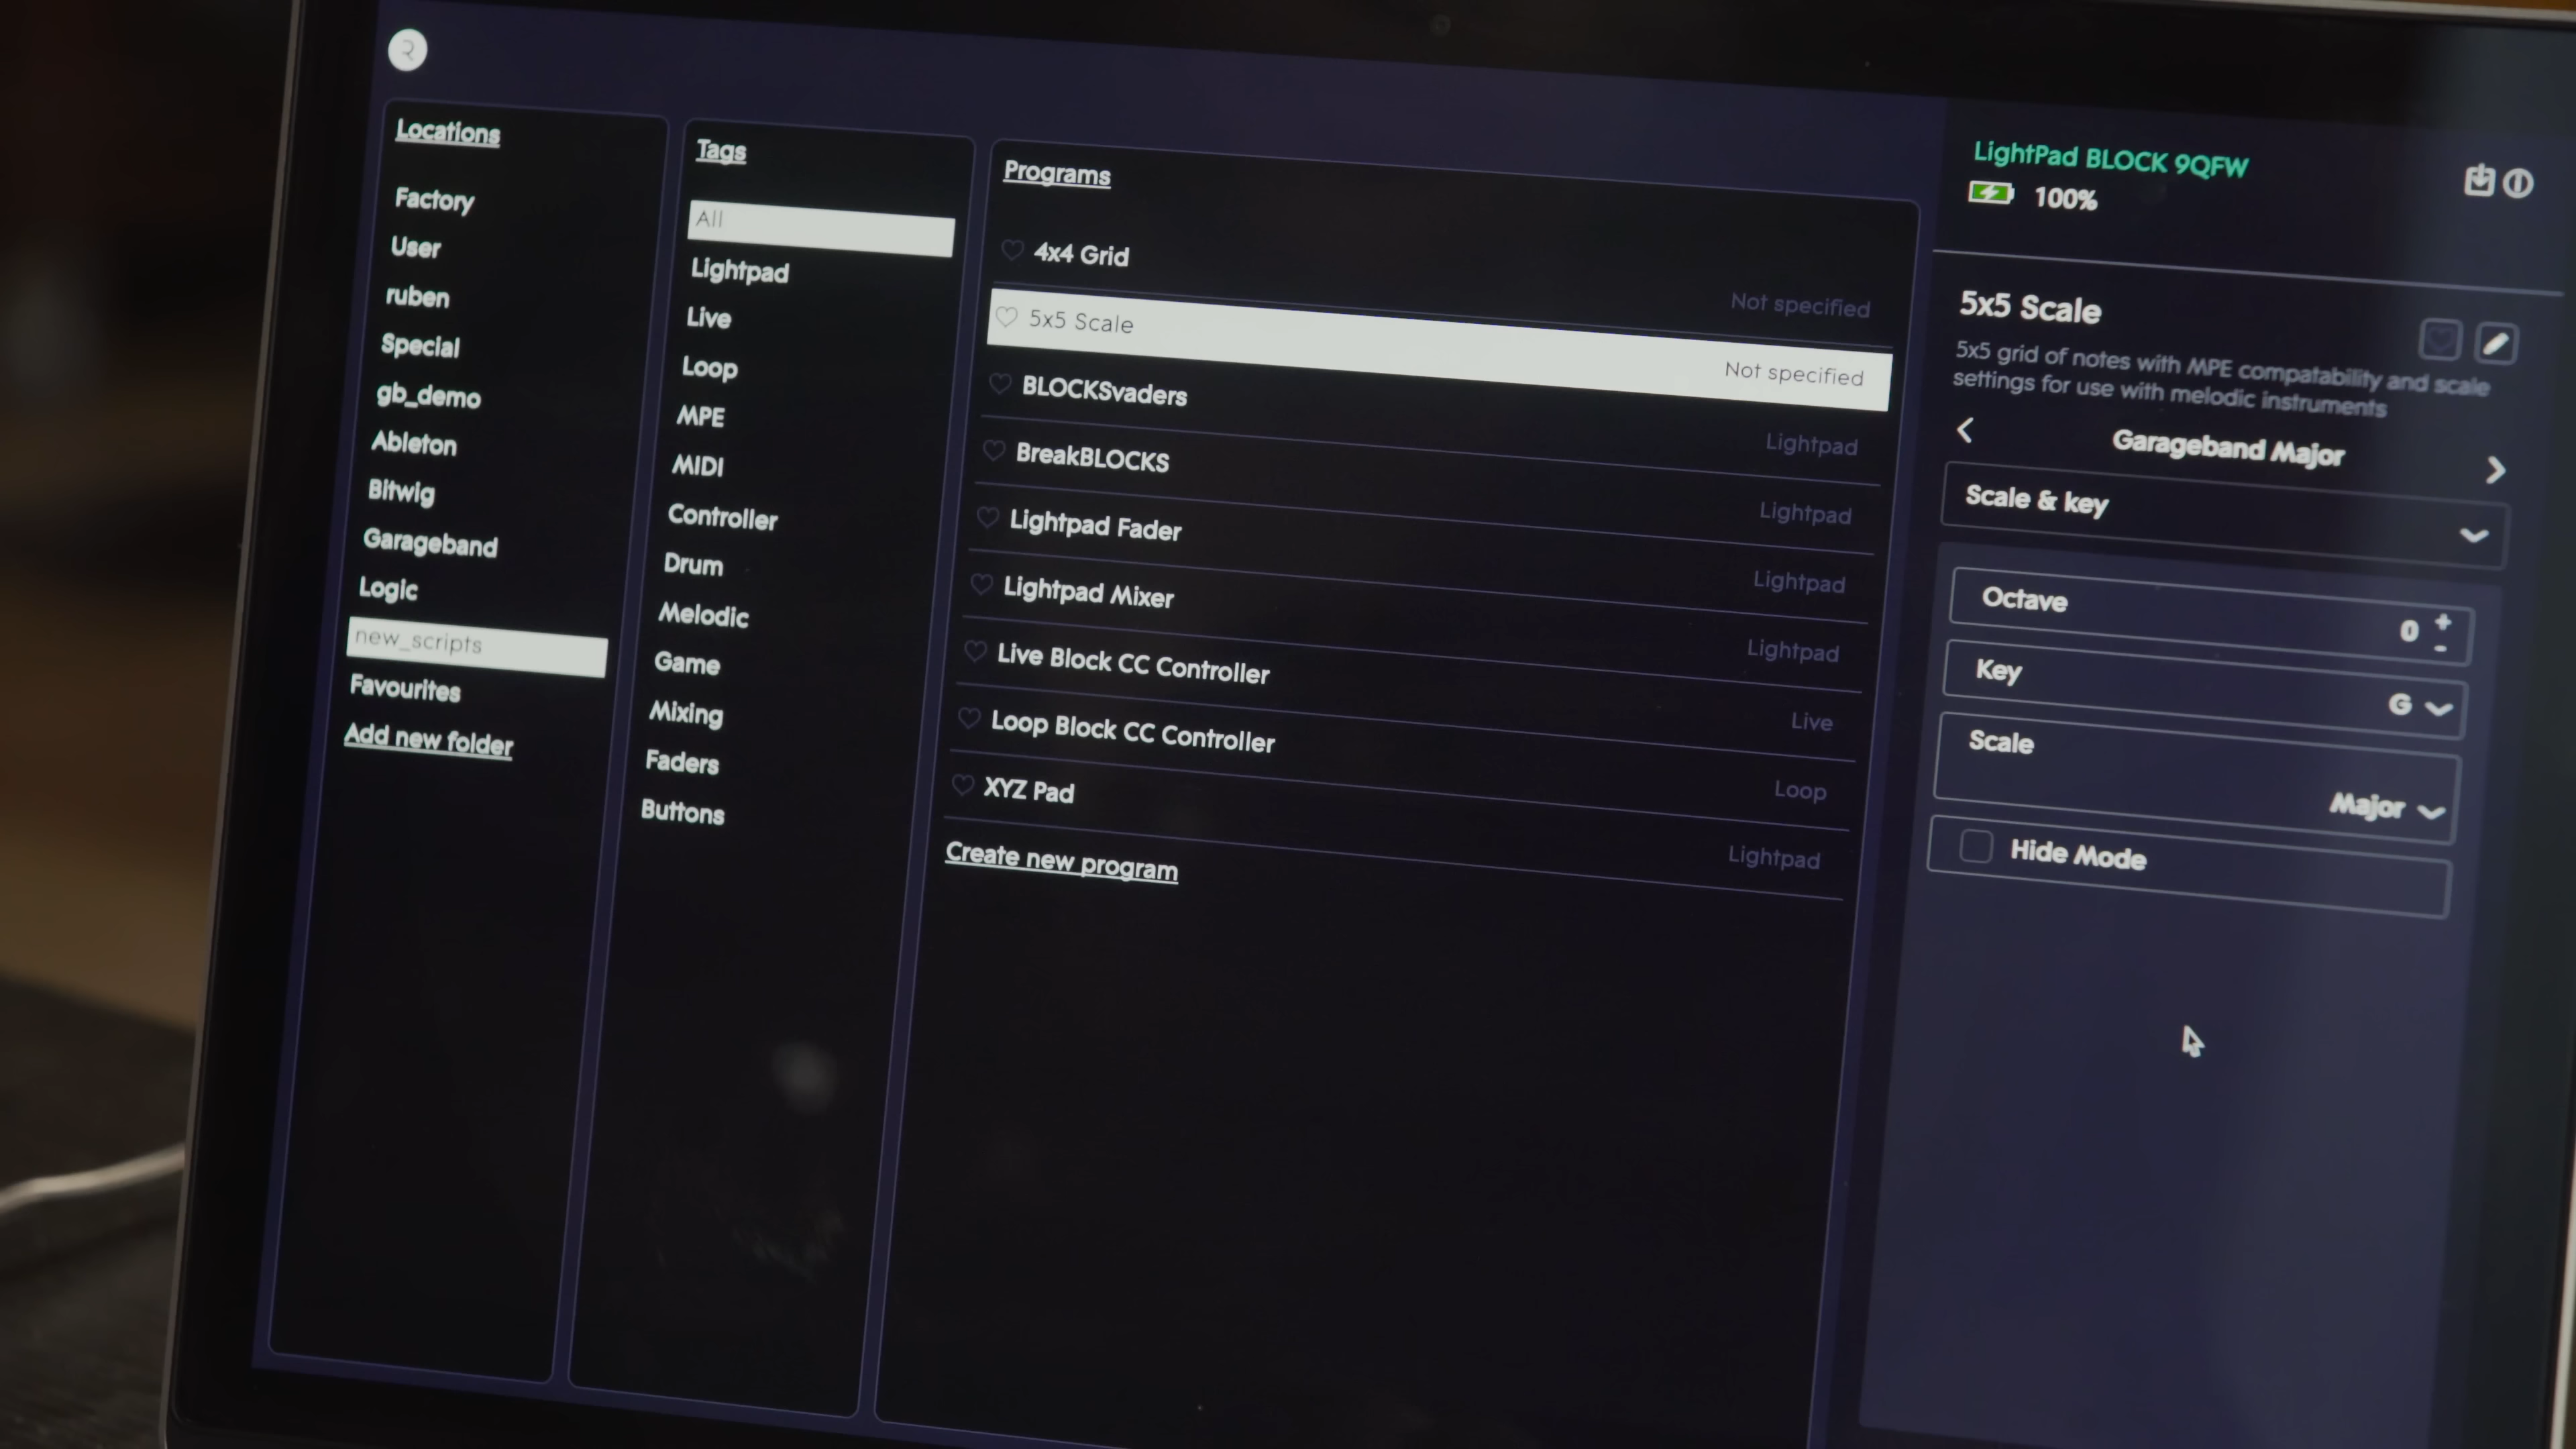 Locations
Factory
User
ruben
Special
gb_demo
Ableton
Bitwig
Garageband
Logic
new_scripts
Favourites
Add new folder
Tags
All
Lightpad
Live
Loop
MPE
MIDI
Controller
Drum
Melodic
Game
Mixing
Faders
Buttons
Programs
4x4 Grid
Not specified
5x5 Scale
Not specified
BLOCKSvaders
Lightpad
BreakBLOCKS
Lightpad
Lightpad Fader
Lightpad
Lightpad Mixer
Lightpad
Live Block CC Controller
Live
Loop Block CC Controller
Loop
XYZ Pad
Lightpad
Create new program
LightPad BLOCK 9QFW
100%
5x5 Scale
5x5 grid of notes with MPE compatability and scale
settings for use with melodic instruments
Garageband Major
Scale & key
Octave
0 + -
Key
G
Scale
Major
Hide Mode